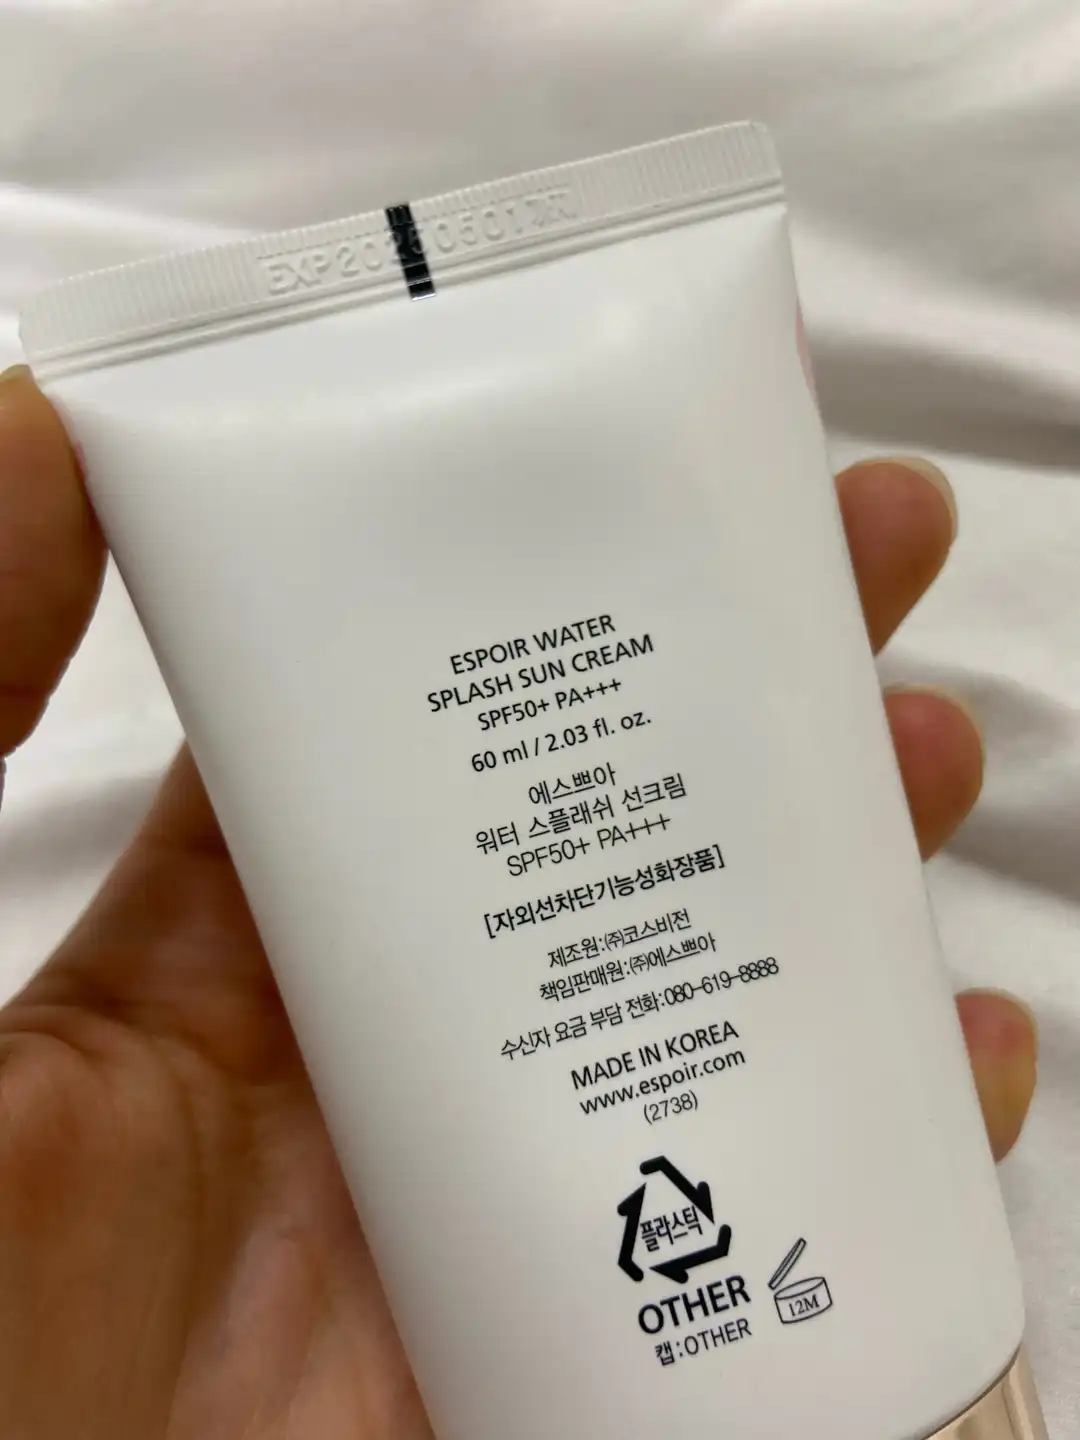 EXP
ESPOIR WATER
SPLASH SUN CREAM
SPF50+ PA+++
60 ml / 2.03 fl. oz.
에스쁘아
워터 스플래쉬 선크림
SPF50+ PA+++
[자외선차단기능성화장품]
제조원:㈜코스비전
책임판매원:㈜에스쁘아
수신자 요금 부담 전화:080-619-8888
MADE IN KOREA
www.espoir.com
(2738)
플라스틱
OTHER
캡:OTHER
12M